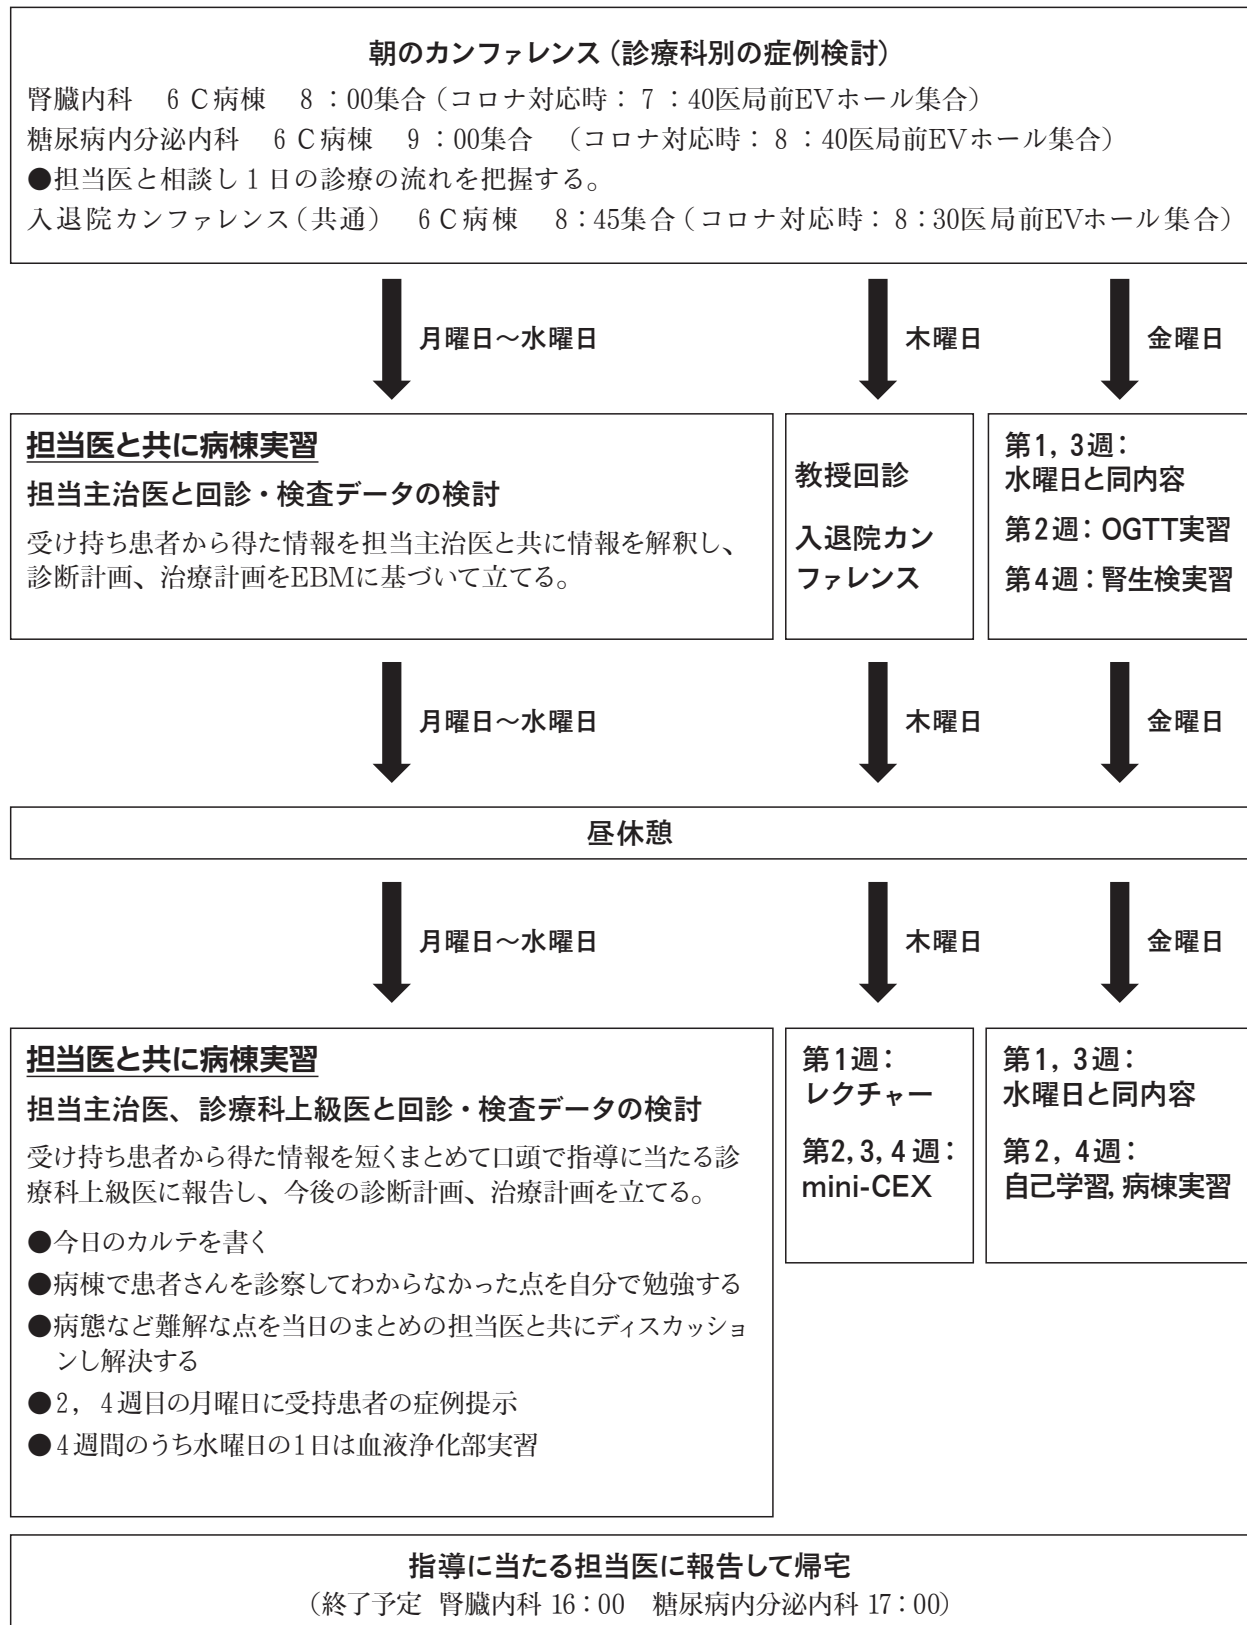 朝のカンファレンス（診療科別の症例検討）
腎臓内科　6C病棟　8：00集合（コロナ対応時：7：40医局前EVホール集合）
糖尿病内分泌内科　6C病棟　9：00集合　（コロナ対応時：8：40医局前EVホール集合）
●担当医と相談し1日の診療の流れを把握する。
入退院カンファレンス（共通）　6C病棟　8：45集合（コロナ対応時：8：30医局前EVホール集合）
月曜日～水曜日
木曜日
金曜日
担当医と共に病棟実習
担当主治医と回診・検査データの検討
受け持ち患者から得た情報を担当主治医と共に情報を解釈し、
診断計画、治療計画をEBMに基づいて立てる。
教授回診
入退院カン
ファレンス
第1，3週：
水曜日と同内容
第2週：OGTT実習
第4週：腎生検実習
月曜日～水曜日
木曜日
金曜日
昼休憩
月曜日～水曜日
木曜日
金曜日
担当医と共に病棟実習
担当主治医、診療科上級医と回診・検査データの検討
受け持ち患者から得た情報を短くまとめて口頭で指導に当たる診
療科上級医に報告し、今後の診断計画、治療計画を立てる。
●今日のカルテを書く
●病棟で患者さんを診察してわからなかった点を自分で勉強する
●病態など難解な点を当日のまとめの担当医と共にディスカッショ
ンし解決する
●2，4週目の月曜日に受持患者の症例提示
●4週間のうち水曜日の1日は血液浄化部実習
第1週：
レクチャー
第2，3，4週：
mini-CEX
第1，3週：
水曜日と同内容
第2，4週：
自己学習，病棟実習
指導に当たる担当医に報告して帰宅
（終了予定　腎臓内科 16：00　糖尿病内分泌内科 17：00）